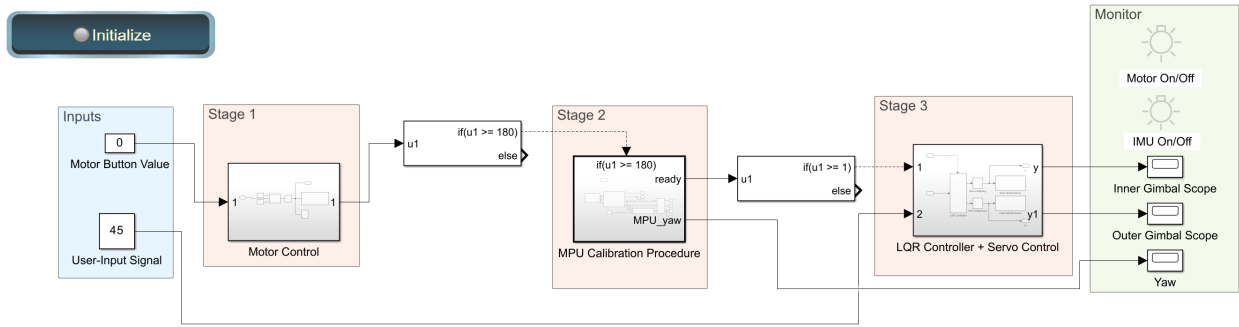 Initialize
Monitor
Motor On/Off
IMU On/Off
Inputs
0
Motor Button Value
45
User-Input Signal
Stage 1
1
1
Motor Control
u1
if(u1 >= 180)
else
Stage 2
if(u1 >= 180)
ready
MPU_yaw
MPU Calibration Procedure
u1
if(u1 >= 1)
else
Stage 3
1
y
2
y1
LQR Controller + Servo Control
Inner Gimbal Scope
Outer Gimbal Scope
Yaw